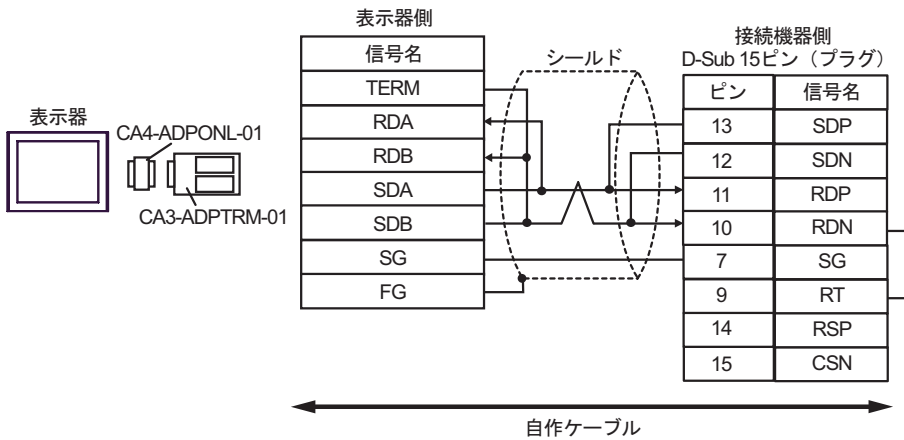 表示器側
信号名
TERM
RDA
RDB
SDA
SDB
SG
FG
シールド
接続機器側
D-Sub 15ピン（プラグ）
ピン 信号名
13 SDP
12 SDN
11 RDP
10 RDN
7 SG
9 RT
14 RSP
15 CSN
表示器
CA4-ADPONL-01
CA3-ADPTRM-01
自作ケーブル